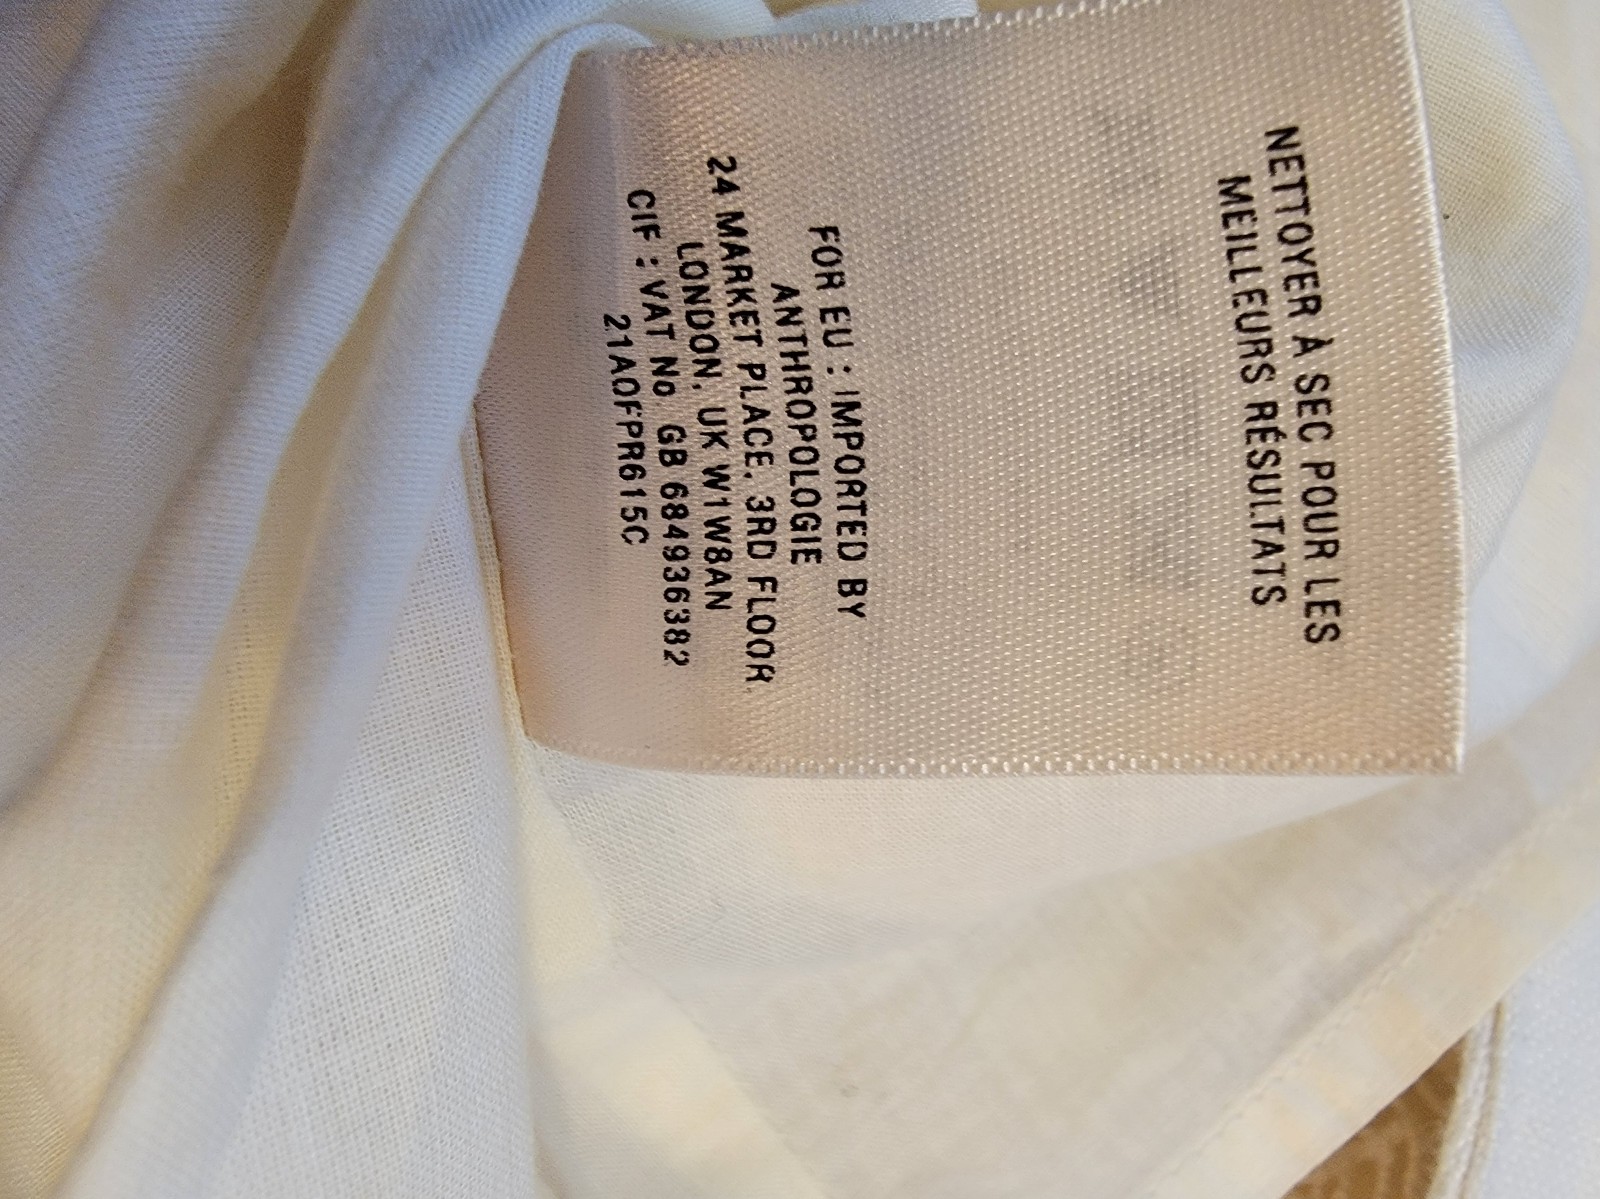 NETTOYER À SEC POUR LES
MEILLEURS RÉSULTATS
FOR EU : IMPORTED BY
ANTHROPOLOGIE
24 MARKET PLACE, 3RD FLOOR,
LONDON, UK W1W8AN
CIF : VAT No GB 684936382
21AOFPR615C